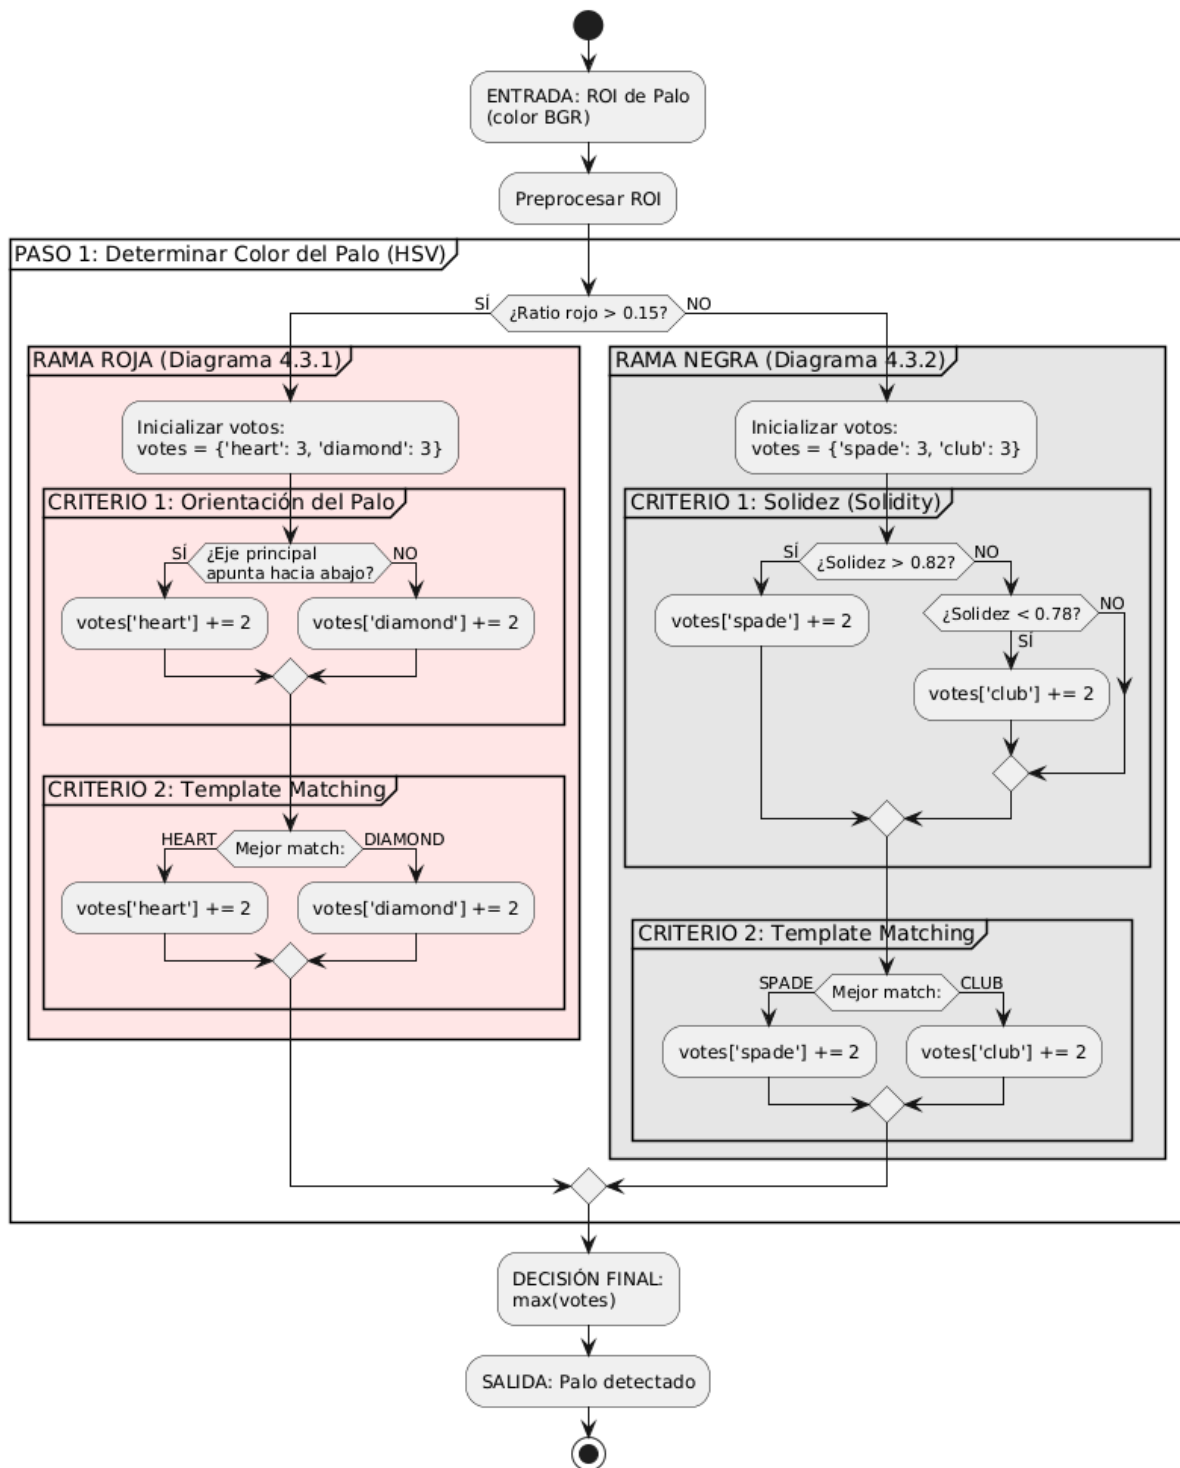 ENTRADA: ROI de Palo
(color BGR)
Preprocesar ROI
PASO 1: Determinar Color del Palo (HSV)
SÍ
¿Ratio rojo > 0.15?
NO
RAMA ROJA (Diagrama 4.3.1)
Inicializar votos:
votes = {'heart': 3, 'diamond': 3}
CRITERIO 1: Orientación del Palo
SÍ
¿Eje principal
apunta hacia abajo?
NO
votes['heart'] += 2
votes['diamond'] += 2
CRITERIO 2: Template Matching
HEART
Mejor match:
DIAMOND
votes['heart'] += 2
votes['diamond'] += 2
RAMA NEGRA (Diagrama 4.3.2)
Inicializar votos:
votes = {'spade': 3, 'club': 3}
CRITERIO 1: Solidez (Solidity)
SÍ
¿Solidez > 0.82?
NO
votes['spade'] += 2
¿Solidez < 0.78?
NO
SÍ
votes['club'] += 2
CRITERIO 2: Template Matching
SPADE
Mejor match:
CLUB
votes['spade'] += 2
votes['club'] += 2
DECISIÓN FINAL:
max(votes)
SALIDA: Palo detectado